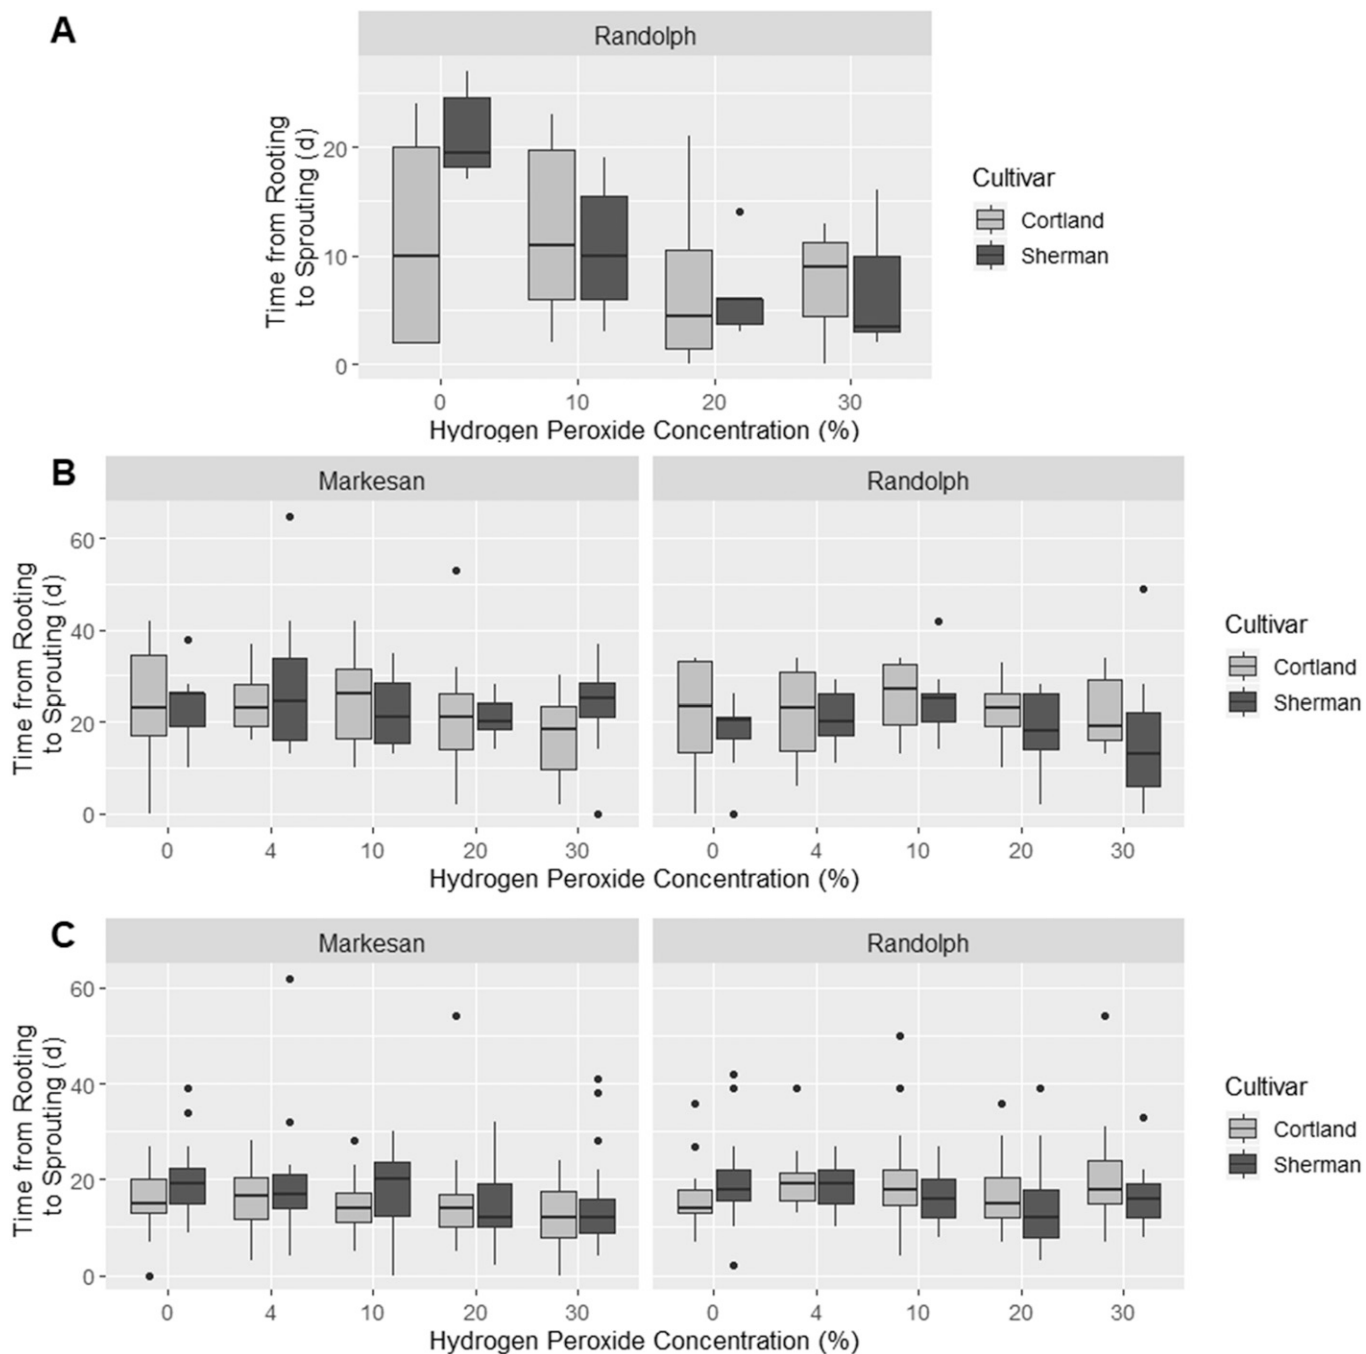 A
Randolph
Time from Rooting
to Sprouting (d)
20
10
0
0 10 20 30
Hydrogen Peroxide Concentration (%)
Cultivar
Cortland
Sherman
B
Markesan Randolph
Time from Rooting
to Sprouting (d)
60
40
20
0
0 4 10 20 30 0 4 10 20 30
Hydrogen Peroxide Concentration (%)
Cultivar
Cortland
Sherman
C
Markesan Randolph
Time from Rooting
to Sprouting (d)
60
40
20
0
0 4 10 20 30 0 4 10 20 30
Hydrogen Peroxide Concentration (%)
Cultivar
Cortland
Sherman